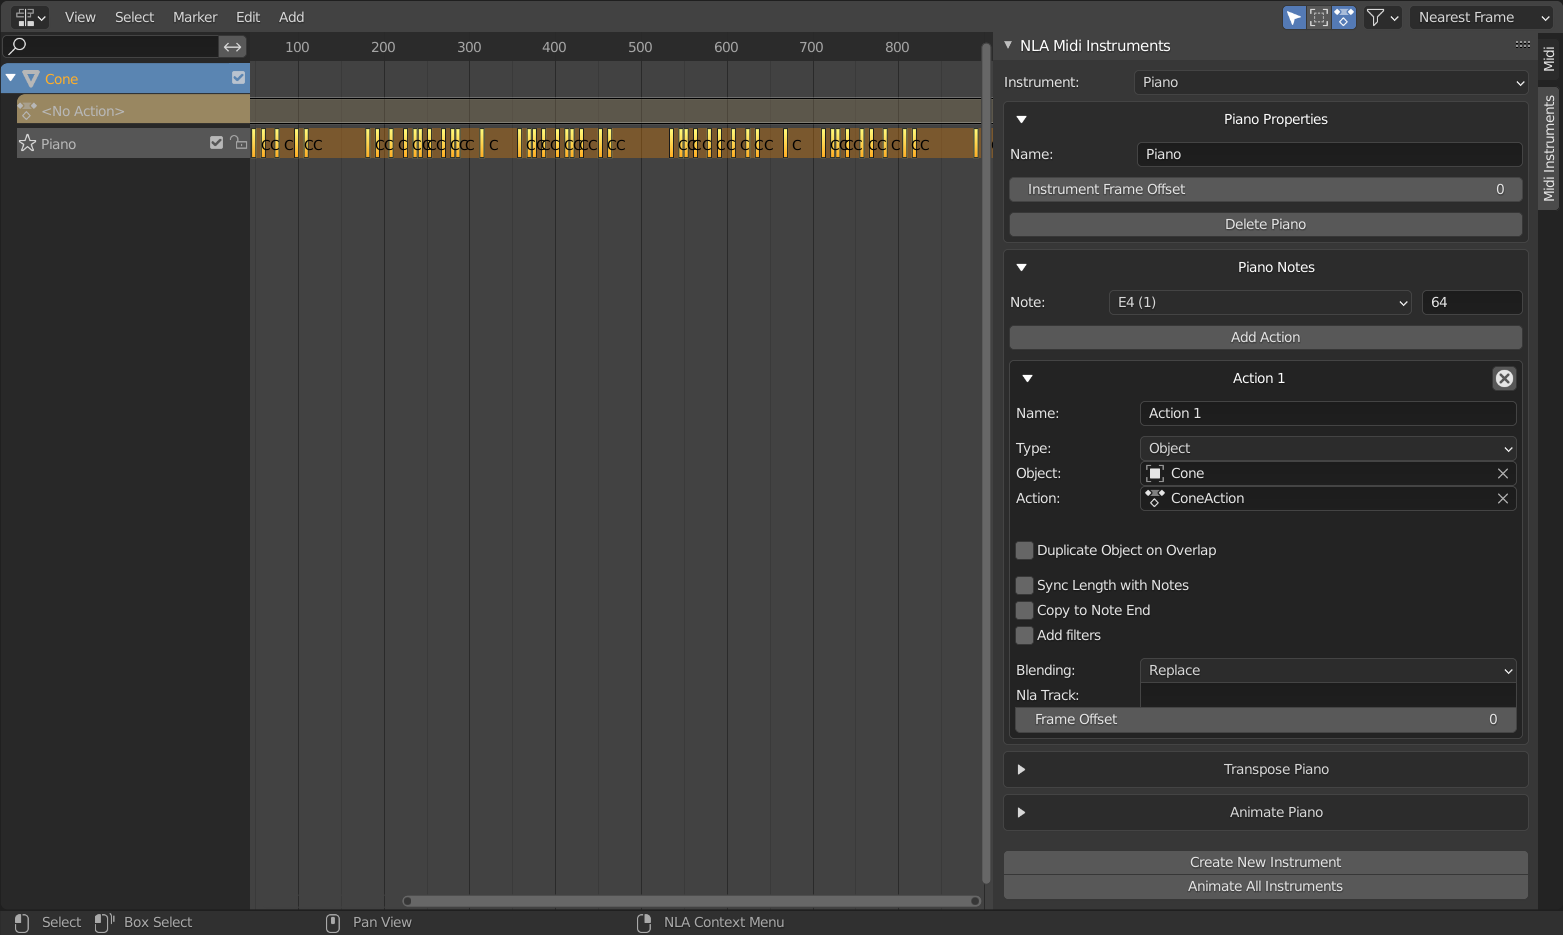 View Select Marker Edit Add Nearest Frame
100 200 300 400 500 600 700 800
NLA Midi Instruments
Midi
Instrument: Piano
Cone
<No Action>
Piano
Midi Instruments
Piano Properties
Name: Piano
Instrument Frame Offset 0
Delete Piano
Piano Notes
Note: E4 (1) 64
Add Action
Action 1
Name: Action 1
Type: Object
Object: Cone
Action: ConeAction
Duplicate Object on Overlap
Sync Length with Notes
Copy to Note End
Add filters
Blending: Replace
Nla Track:
Frame Offset 0
Transpose Piano
Animate Piano
Create New Instrument
Animate All Instruments
Select Box Select Pan View NLA Context Menu